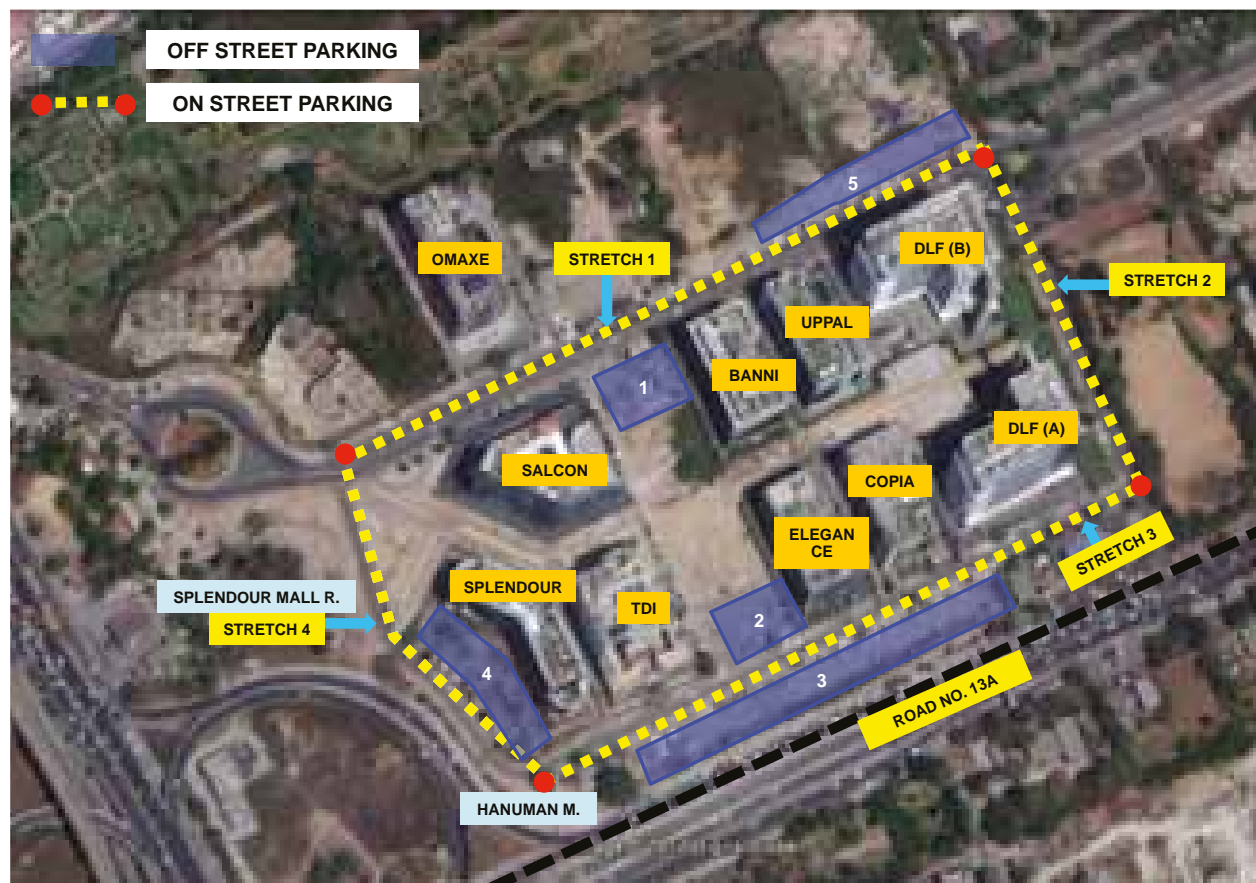 OFF STREET PARKING
ON STREET PARKING
5
OMAXE
STRETCH 1
DLF (B)
STRETCH 2
UPPAL
BANNI
1
DLF (A)
SALCON
COPIA
ELEGAN
CE
STRETCH 3
SPLENDOUR MALL R.
STRETCH 4
SPLENDOUR
TDI
2
4
3
ROAD NO. 13A
HANUMAN M.